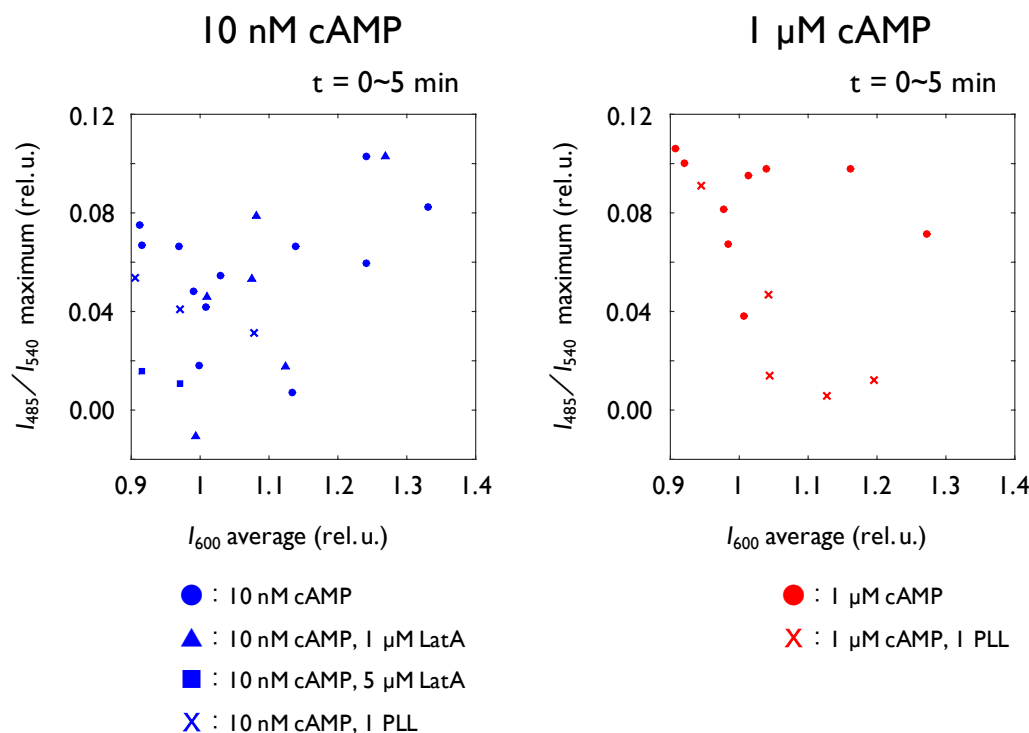 10 nM cAMP
t = 0~5 min
0.12
0.08
0.04
0.00
I485/I540 maximum (rel. u.)
0.9 1 1.1 1.2 1.3 1.4
I600 average (rel. u.)
: 10 nM cAMP
: 10 nM cAMP, 1 µM LatA
: 10 nM cAMP, 5 µM LatA
: 10 nM cAMP, 1 PLL
1 µM cAMP
t = 0~5 min
0.12
0.08
0.04
0.00
I485/I540 maximum (rel. u.)
0.9 1 1.1 1.2 1.3 1.4
I600 average (rel. u.)
: 1 µM cAMP
: 1 µM cAMP, 1 PLL